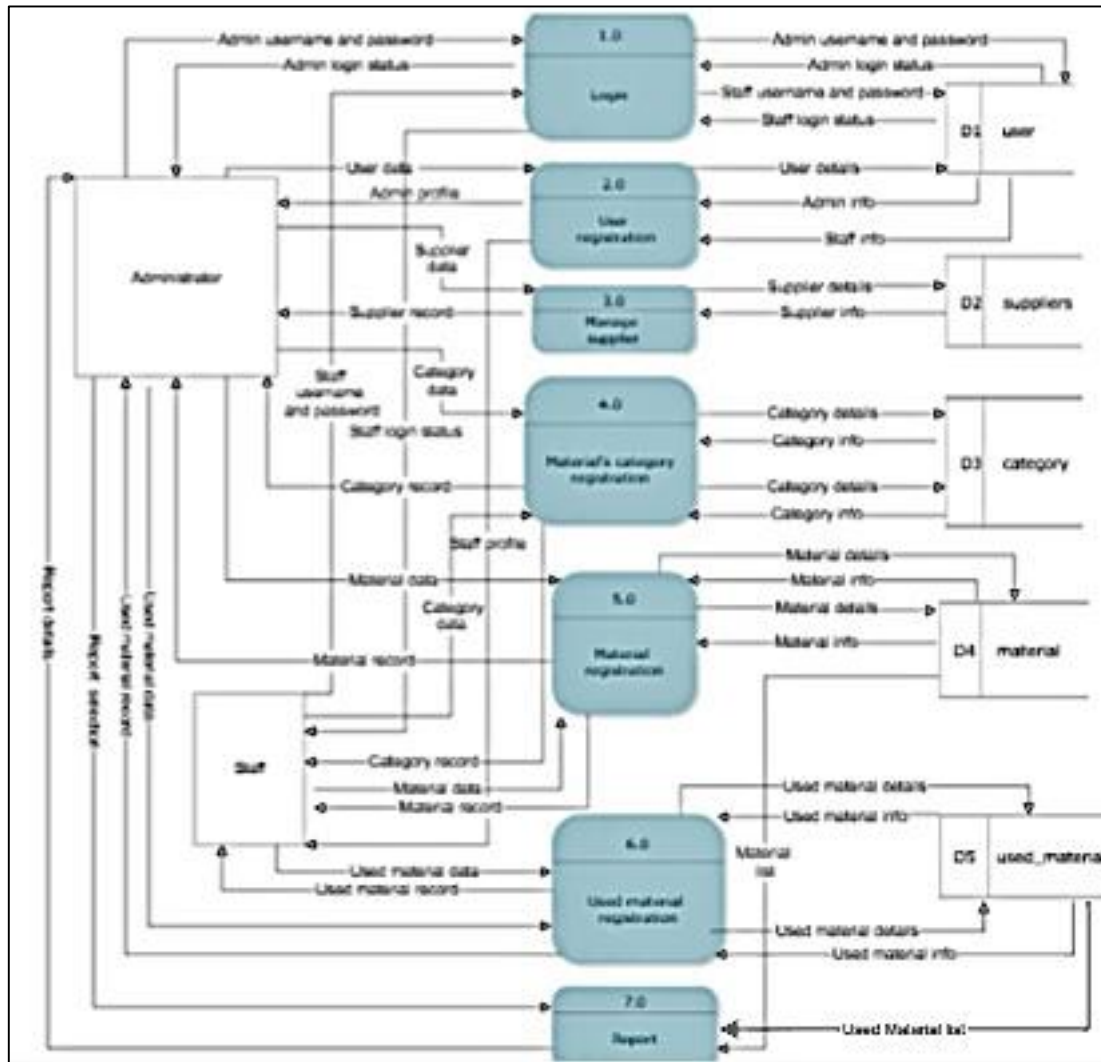 Admin username and password
1.0
Admin username and password
Admin login status
Login
Admin login status
Staff username and password
Staff login status
D1
user
User data
2.0
User details
Admin profile
User
registration
Admin info
Staff info
Administrator
Supplier
data
3.0
Supplier details
D2
suppliers
Supplier record
Manage
supplier
Supplier info
Staff
username
and password
Category
data
4.0
Category details
Category info
Staff login status
Material's category
registration
D3
category
Category record
Category details
Category info
Staff profile
Material details
Material data
5.0
Material info
Category
data
Material details
Material record
Material
registration
Material info
D4
material
Report details
Report selection
Used material record
Used material data
Staff
Category record
Material data
Material record
Used material details
Used material info
6.0
Material
list
D5
used_material
Used material data
Used material record
Used material
registration
Used material details
Used material info
7.0
Report
Used Material list